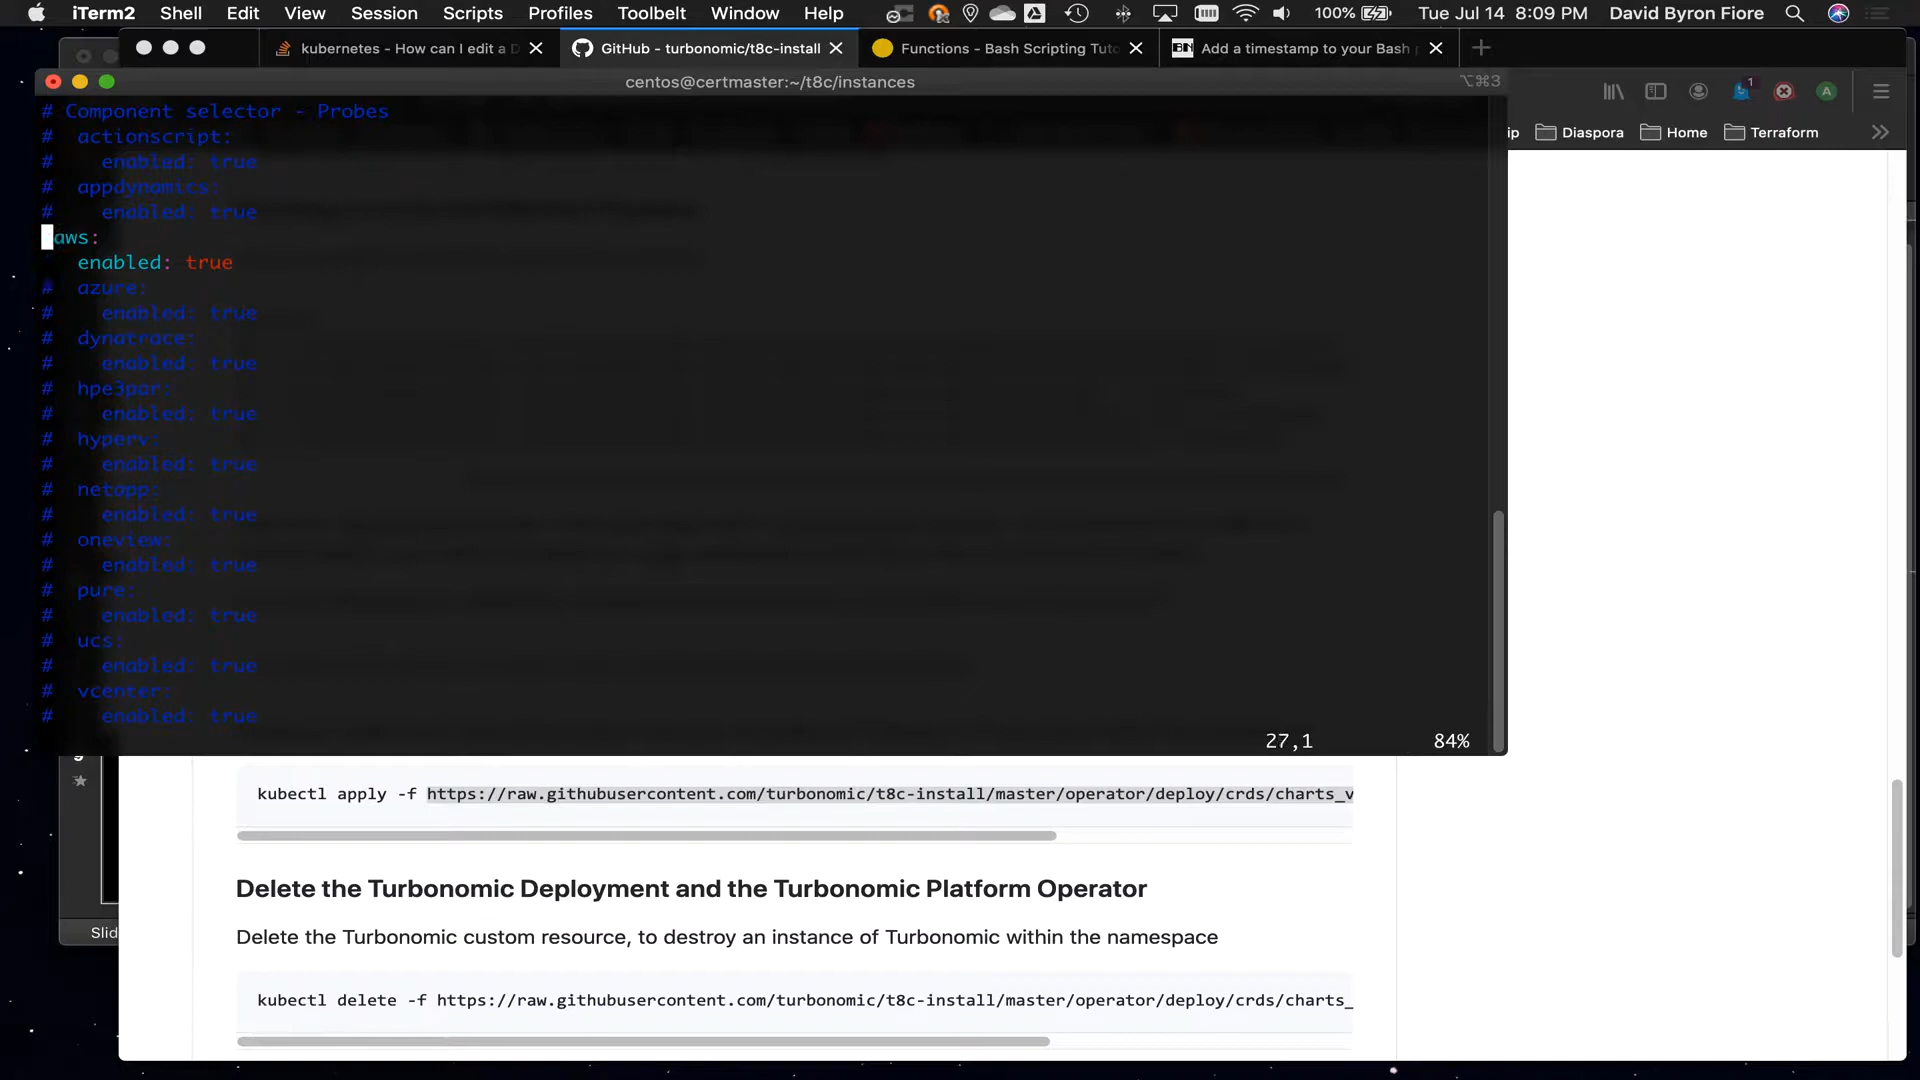 iTerm2 Shell Edit View Session Scripts Profiles Toolbelt Window Help 100% Tue Jul 14 8:09 PM David Byron Fiore
kubernetes - How can I edit a D
GitHub - turbonomic/t8c-install
Functions - Bash Scripting Tuto
BN Add a timestamp to your Bash
centos@certmaster:~/t8c/instances ⌥⌘3
1 A
Diaspora Home Terraform
# Component selector - Probes
# actionscript:
# enabled: true
# appdynamics:
# enabled: true
aws:
enabled: true
# azure:
# enabled: true
# dynatrace:
# enabled: true
# hpe3par:
# enabled: true
# hyperv:
# enabled: true
# netapp:
# enabled: true
# oneview:
# enabled: true
# pure:
# enabled: true
# ucs:
# enabled: true
# vcenter:
# enabled: true
27,1 84%
kubectl apply -f https://raw.githubusercontent.com/turbonomic/t8c-install/master/operator/deploy/crds/charts_v
Delete the Turbonomic Deployment and the Turbonomic Platform Operator
Slid
Delete the Turbonomic custom resource, to destroy an instance of Turbonomic within the namespace
kubectl delete -f https://raw.githubusercontent.com/turbonomic/t8c-install/master/operator/deploy/crds/charts_